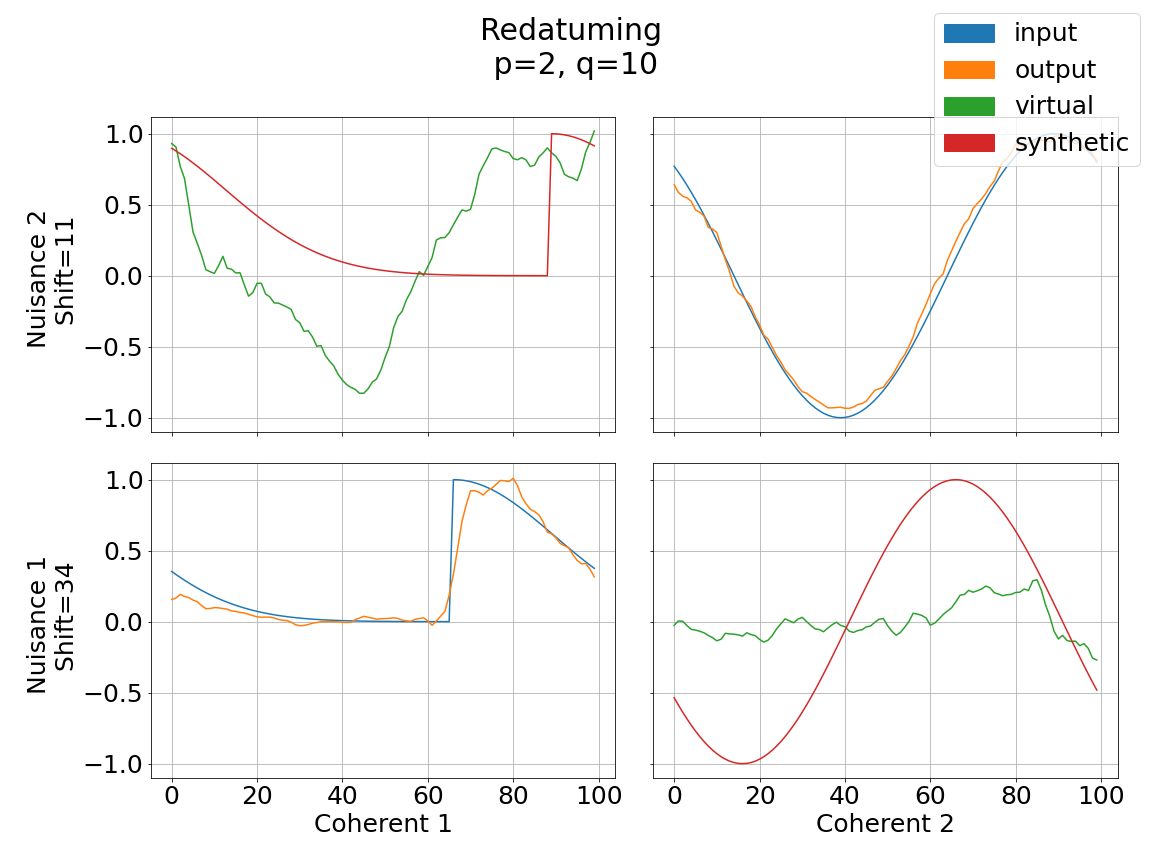 Redatuming
p=2, q=10
input
output
virtual
synthetic
Nuisance 2
Shift=11
1.0
0.5
0.0
−0.5
−1.0
Nuisance 1
Shift=34
1.0
0.5
0.0
−0.5
−1.0
0 20 40 60 80 100
Coherent 1
0 20 40 60 80 100
Coherent 2